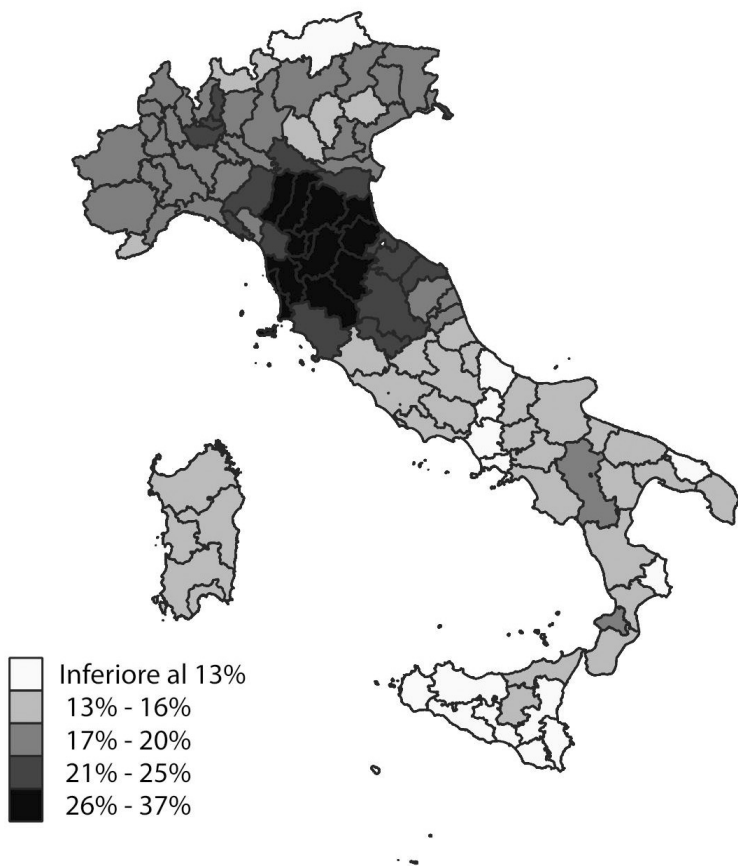 Inferiore al 13%
13% - 16%
17% - 20%
21% - 25%
26% - 37%